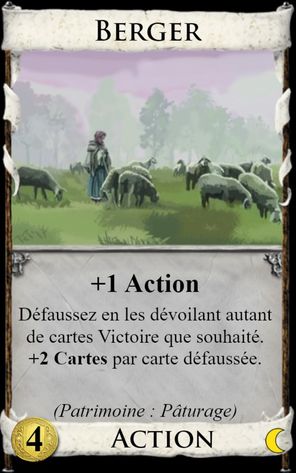 BERGER
+1 Action
Défaussez en les dévoilant autant
de cartes Victoire que souhaité.
+2 Cartes par carte défaussée.
(Patrimoine : Pâturage)
4 ACTION